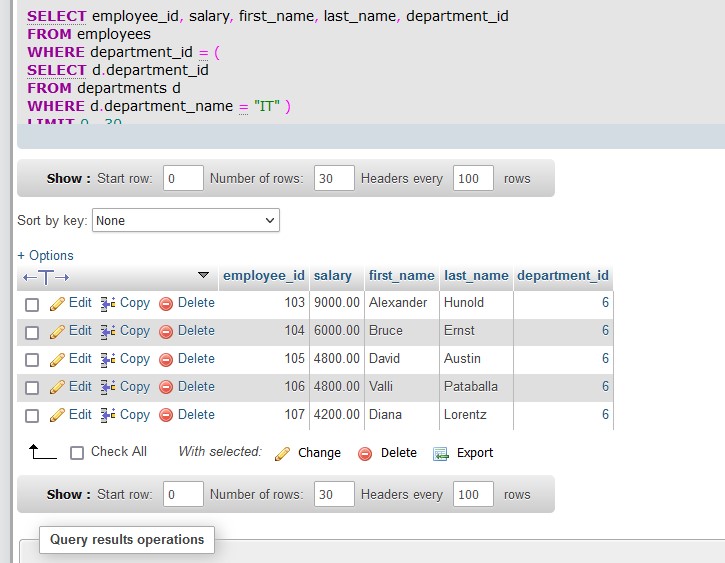 SELECT employee_id, salary, first_name, last_name, department_id
FROM employees
WHERE department_id = (
SELECT d.department_id
FROM departments d
WHERE d.department_name = "IT" )
LIMIT 0 , 30
Show : Start row: 0 Number of rows: 30 Headers every 100 rows
Sort by key: None
+ Options
←T→ employee_id salary first_name last_name department_id
Edit Copy Delete 103 9000.00 Alexander Hunold 6
Edit Copy Delete 104 6000.00 Bruce Ernst 6
Edit Copy Delete 105 4800.00 David Austin 6
Edit Copy Delete 106 4800.00 Valli Pataballa 6
Edit Copy Delete 107 4200.00 Diana Lorentz 6
Check All With selected: Change Delete Export
Show : Start row: 0 Number of rows: 30 Headers every 100 rows
Query results operations